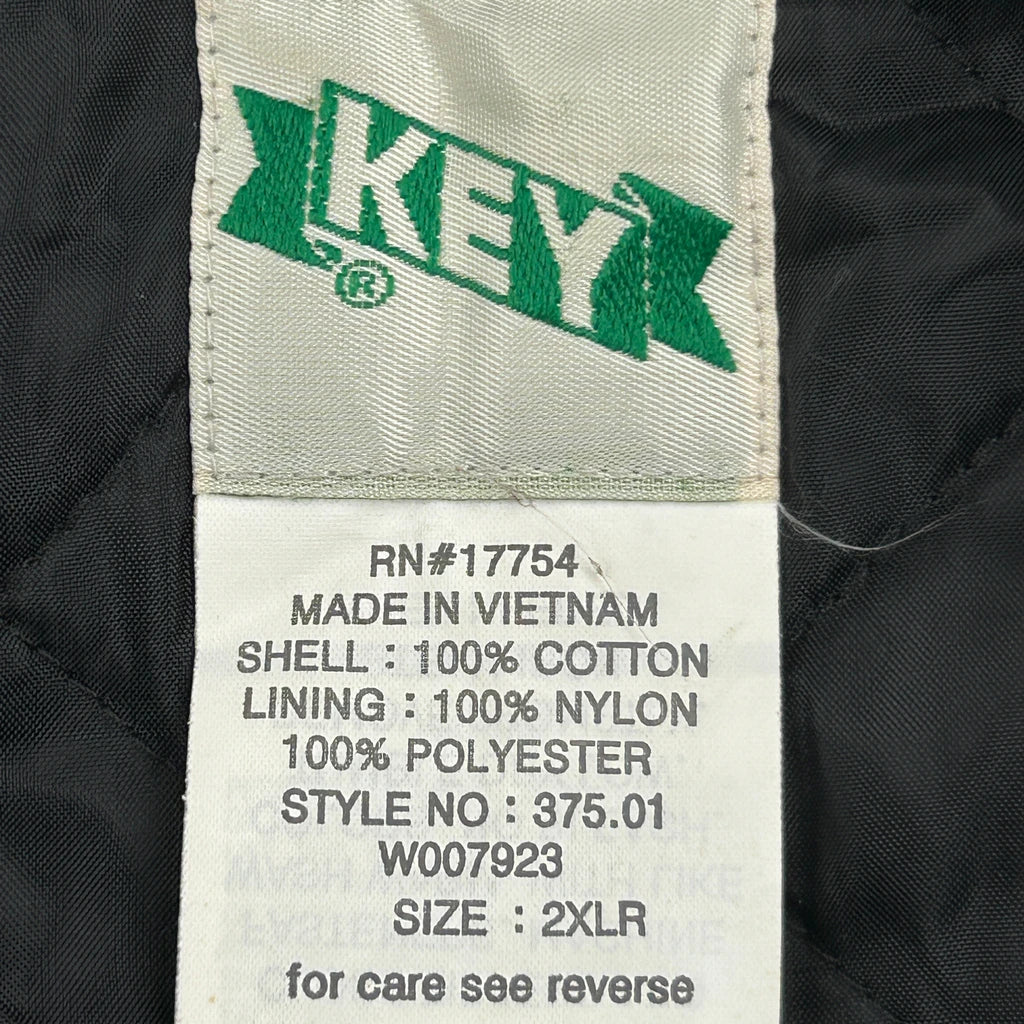 KEY
®
RN#17754
MADE IN VIETNAM
SHELL : 100% COTTON
LINING : 100% NYLON
100% POLYESTER
STYLE NO : 375.01
W007923
SIZE : 2XLR
for care see reverse